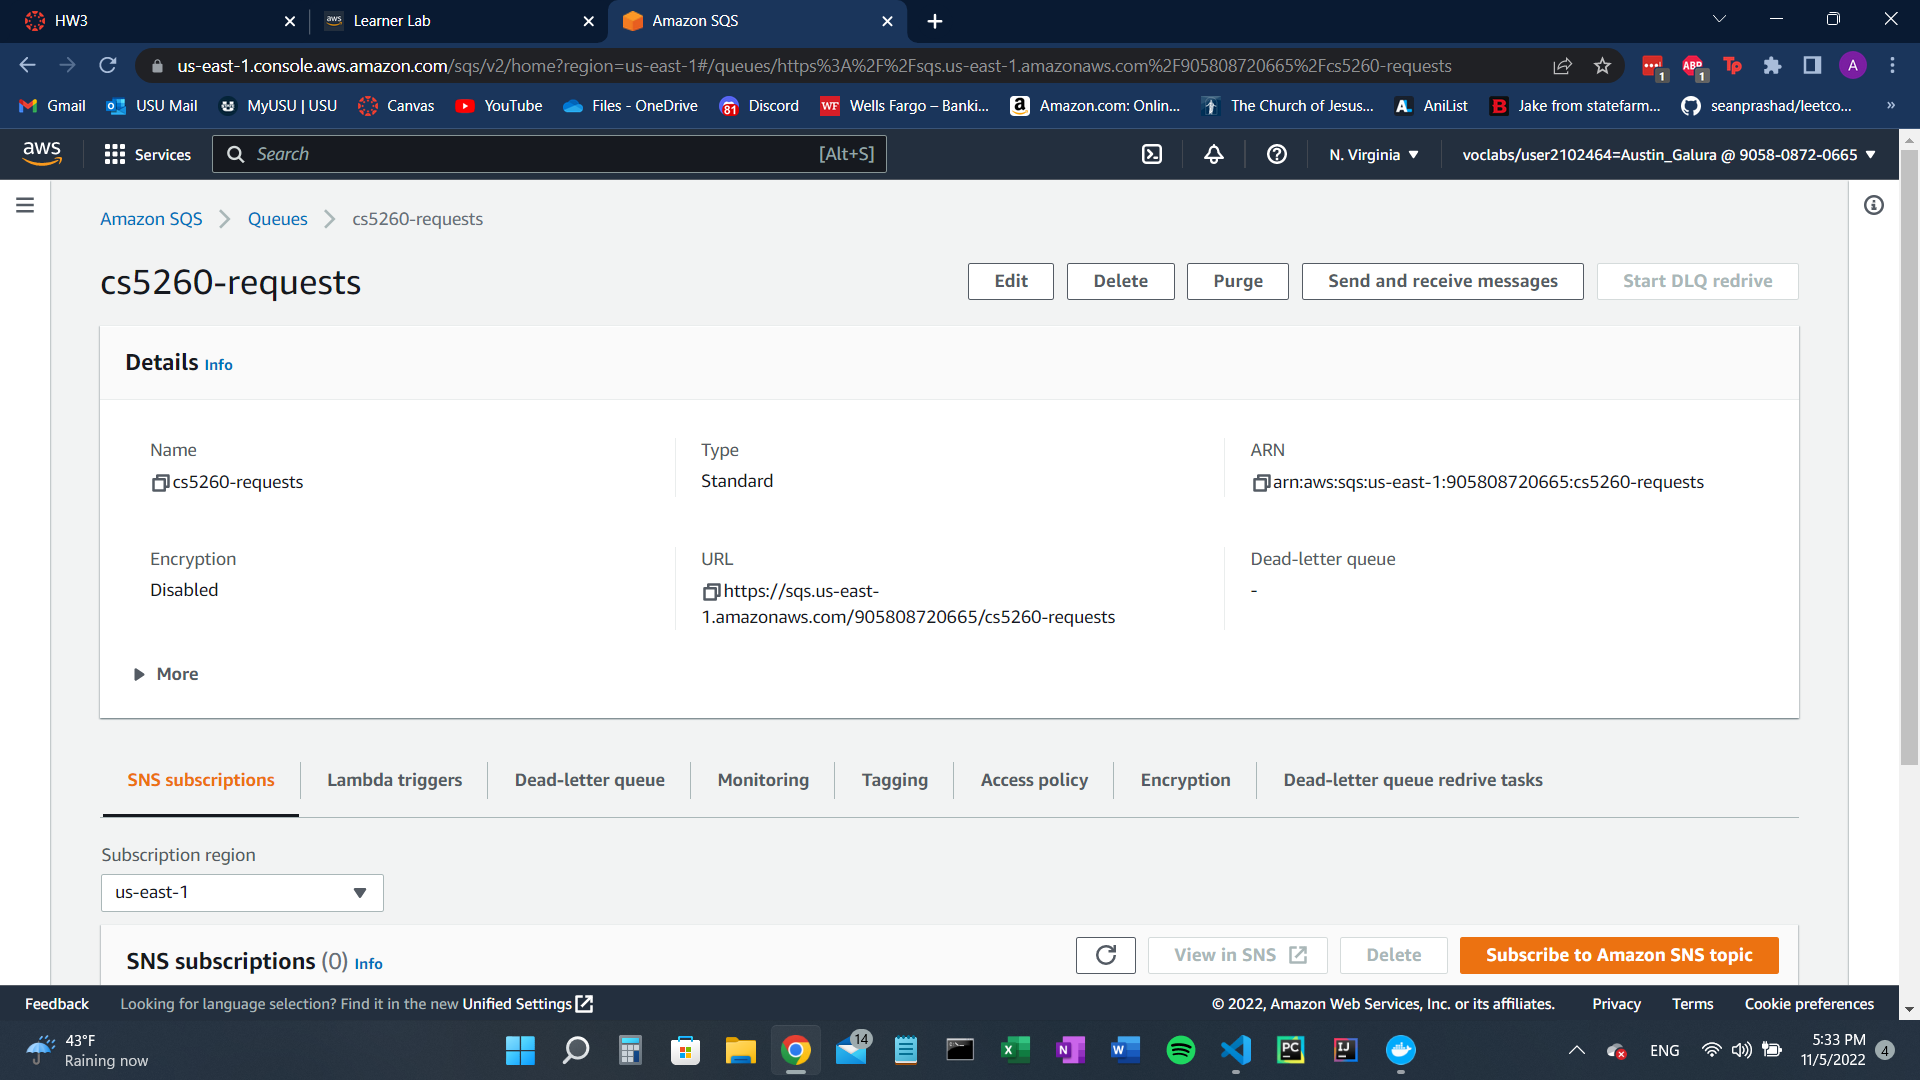 HW3
Learner Lab
Amazon SQS
us-east-1.console.aws.amazon.com/sqs/v2/home?region=us-east-1#/queues/https%3A%2F%2Fsqs.us-east-1.amazonaws.com%2F905808720665%2Fcs5260-requests
1
ABP
1
Tp
A
Gmail
USU Mail
MyUSU | USU
Canvas
YouTube
Files - OneDrive
81
Discord
WF
Wells Fargo – Banki...
Amazon.com: Onlin...
The Church of Jesus...
AniList
Jake from statefarm...
seanprashad/leetco...
»
aws
Services
Search
[Alt+S]
N. Virginia
voclabs/user2102464=Austin_Galura @ 9058-0872-0665
Amazon SQS
Queues
cs5260-requests
cs5260-requests
Edit
Delete
Purge
Send and receive messages
Start DLQ redrive
Details Info
Name
cs5260-requests
Type
Standard
ARN
arn:aws:sqs:us-east-1:905808720665:cs5260-requests
Encryption
Disabled
URL
https://sqs.us-east-
1.amazonaws.com/905808720665/cs5260-requests
Dead-letter queue
-
More
SNS subscriptions
Lambda triggers
Dead-letter queue
Monitoring
Tagging
Access policy
Encryption
Dead-letter queue redrive tasks
Subscription region
us-east-1
SNS subscriptions (0) Info
View in SNS
Delete
Subscribe to Amazon SNS topic
Feedback
Looking for language selection? Find it in the new Unified Settings
© 2022, Amazon Web Services, Inc. or its affiliates.
Privacy
Terms
Cookie preferences
43°F
Raining now
14
ENG
5:33 PM
11/5/2022
4